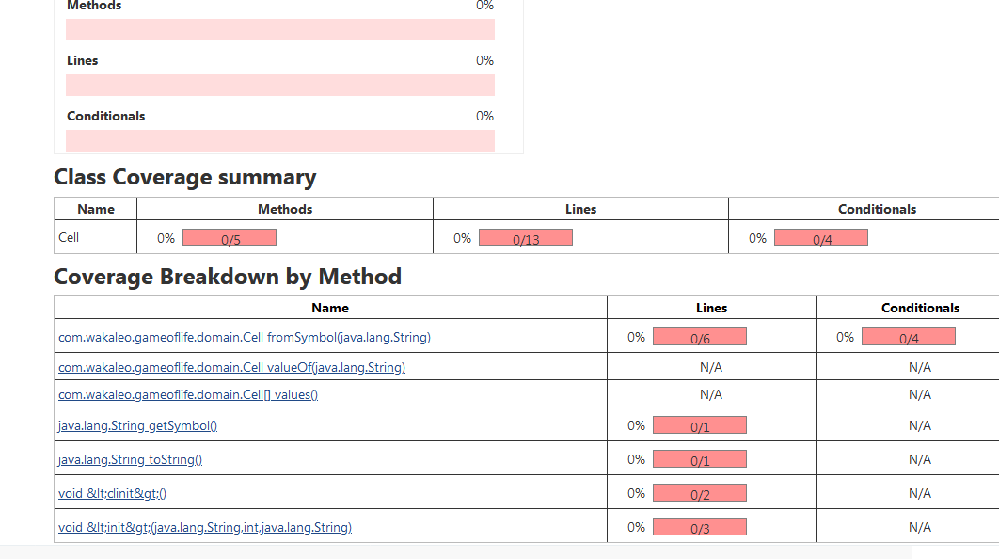 Methods 0%
Lines 0%
Conditionals 0%
Class Coverage summary
Name Methods Lines Conditionals
Cell 0% 0/5 0% 0/13 0% 0/4
Coverage Breakdown by Method
Name Lines Conditionals
com.wakaleo.gameoflife.domain.Cell fromSymbol(java.lang.String) 0% 0/6 0% 0/4
com.wakaleo.gameoflife.domain.Cell valueOf(java.lang.String) N/A N/A
com.wakaleo.gameoflife.domain.Cell[] values() N/A N/A
java.lang.String getSymbol() 0% 0/1 N/A
java.lang.String toString() 0% 0/1 N/A
void &lt;clinit&gt;() 0% 0/2 N/A
void &lt;init&gt;(java.lang.String,int,java.lang.String) 0% 0/3 N/A